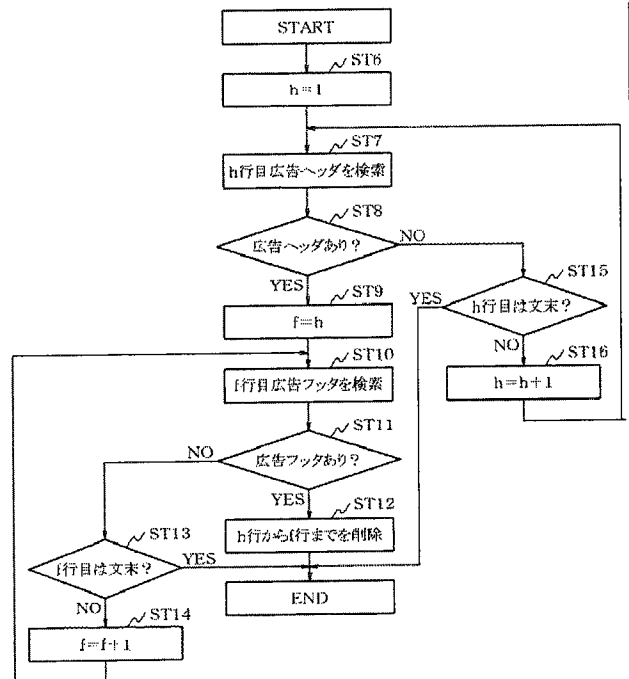 START
ST6
h=1
ST7
h行目広告ヘッダを検索
ST8
広告ヘッダあり?
NO
YES
ST9
f=h
ST15
h行目は文末?
YES
NO
ST16
h=h+1
ST10
f行目広告フッタを検索
ST11
広告フッタあり?
NO
YES
ST12
h行からf行までを削除
ST13
f行目は文末?
YES
NO
ST14
f=f+1
END